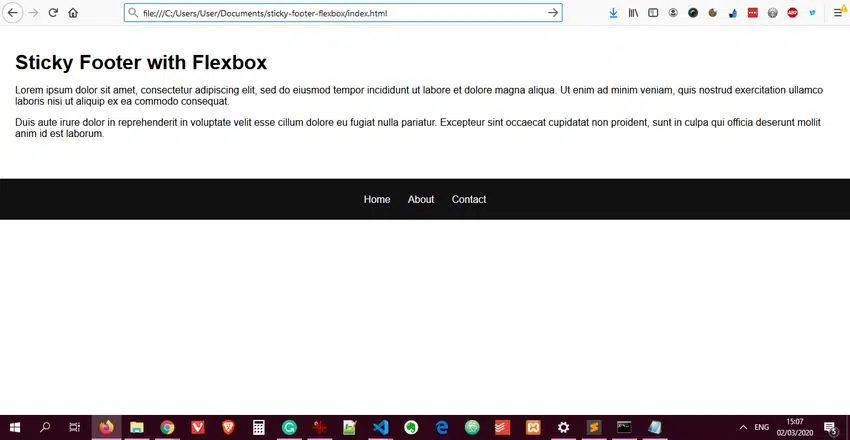 file:///C:/Users/User/Documents/sticky-footer-flexbox/index.html
Sticky Footer with Flexbox
Lorem ipsum dolor sit amet, consectetur adipiscing elit, sed do eiusmod tempor incididunt ut labore et dolore magna aliqua. Ut enim ad minim veniam, quis nostrud exercitation ullamco
laboris nisi ut aliquip ex ea commodo consequat.
Duis aute irure dolor in reprehenderit in voluptate velit esse cillum dolore eu fugiat nulla pariatur. Excepteur sint occaecat cupidatat non proident, sunt in culpa qui officia deserunt mollit
anim id est laborum.
Home About Contact
ENG
15:07
02/03/2020